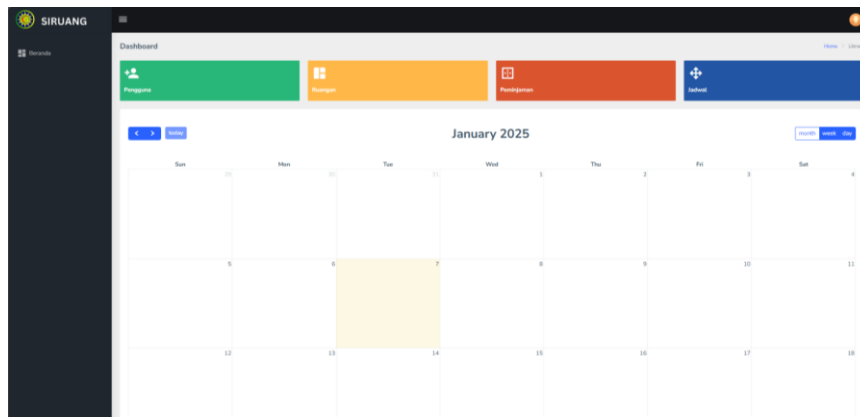 SIRUANG
Beranda
Dashboard
Home
Pengguna
Ruangan
Peminjaman
Jadwal
today
January 2025
month week day
Sun Mon Tue Wed Thu Fri Sat
29 30 31 1 2 3 4
5 6 7 8 9 10 11
12 13 14 15 16 17 18